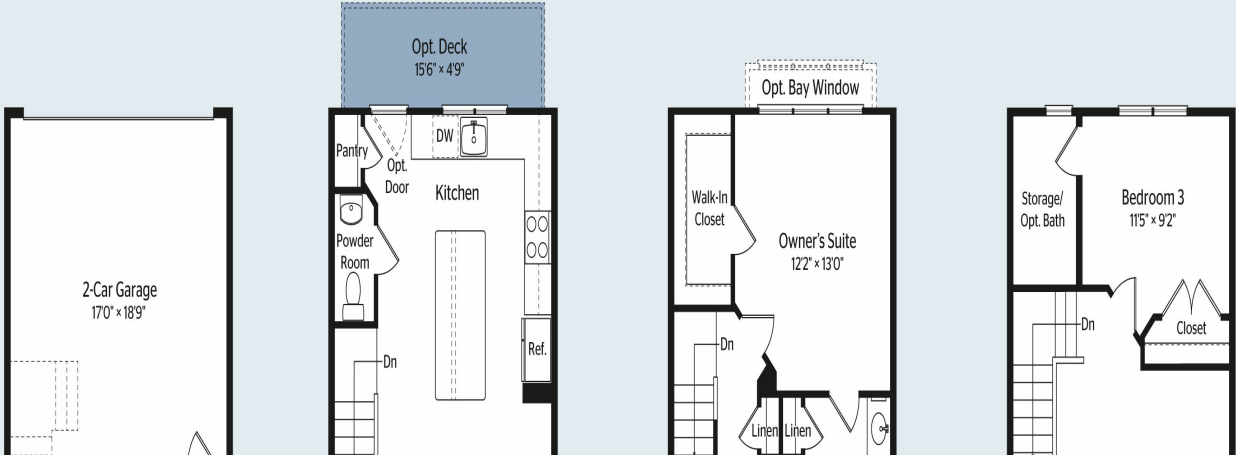 2-Car Garage
17'0" × 18'9"
Opt. Deck
15'6" × 4'9"
Pantry
Opt.
Door
DW
Kitchen
Powder
Room
Ref.
Dn
Opt. Bay Window
Walk-In
Closet
Owner's Suite
12'2" × 13'0"
Dn
Linen
Linen
Storage/
Opt. Bath
Bedroom 3
11'5" × 9'2"
Dn
Closet